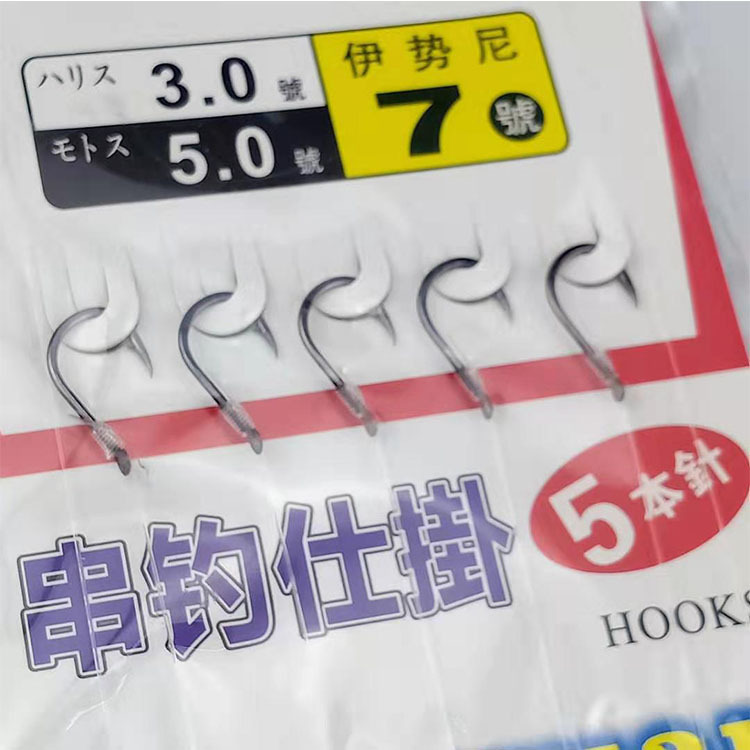 ハリス 3.0 號
モトス 5.0 號
伊势尼
7 號
串钓仕掛
5本針
HOOKS